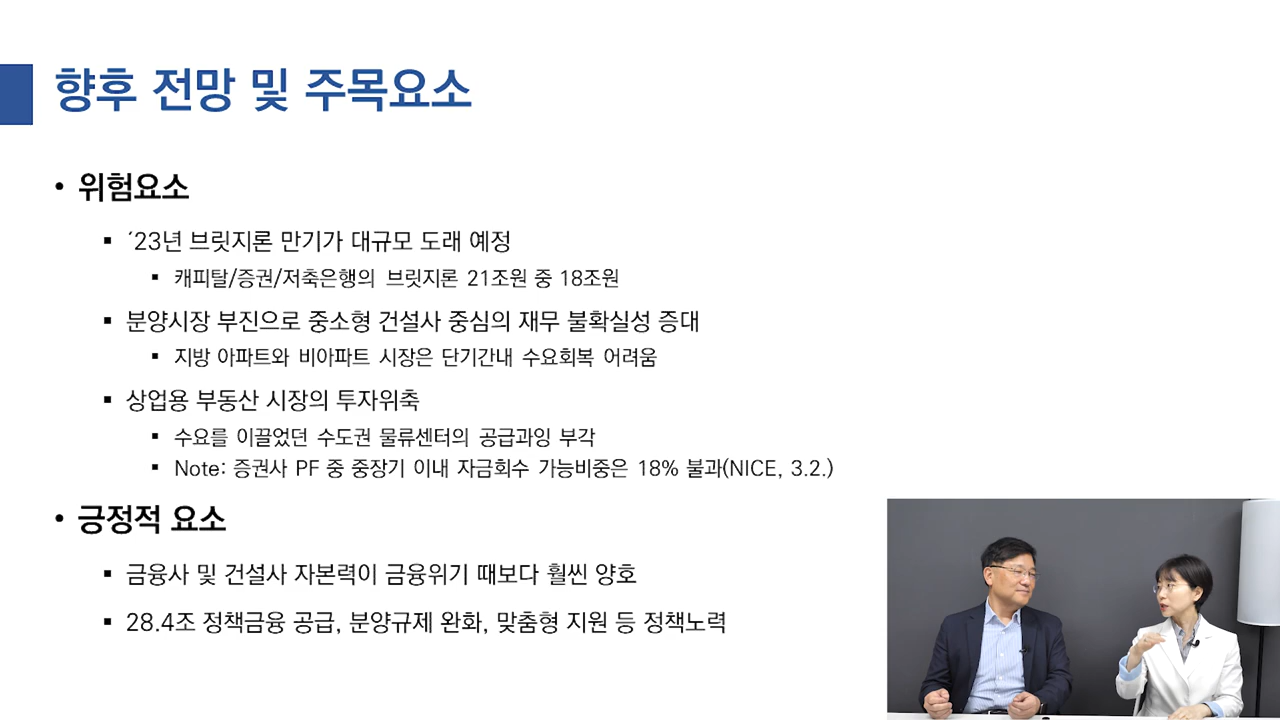 향후 전망 및 주목요소
• 위험요소
▪ ´23년 브릿지론 만기가 대규모 도래 예정
▪ 캐피탈/증권/저축은행의 브릿지론 21조원 중 18조원
▪ 분양시장 부진으로 중소형 건설사 중심의 재무 불확실성 증대
▪ 지방 아파트와 비아파트 시장은 단기간내 수요회복 어려움
▪ 상업용 부동산 시장의 투자위축
▪ 수요를 이끌었던 수도권 물류센터의 공급과잉 부각
▪ Note: 증권사 PF 중 중장기 이내 자금회수 가능비중은 18% 불과(NICE, 3.2.)
• 긍정적 요소
▪ 금융사 및 건설사 자본력이 금융위기 때보다 훨씬 양호
▪ 28.4조 정책금융 공급, 분양규제 완화, 맞춤형 지원 등 정책노력